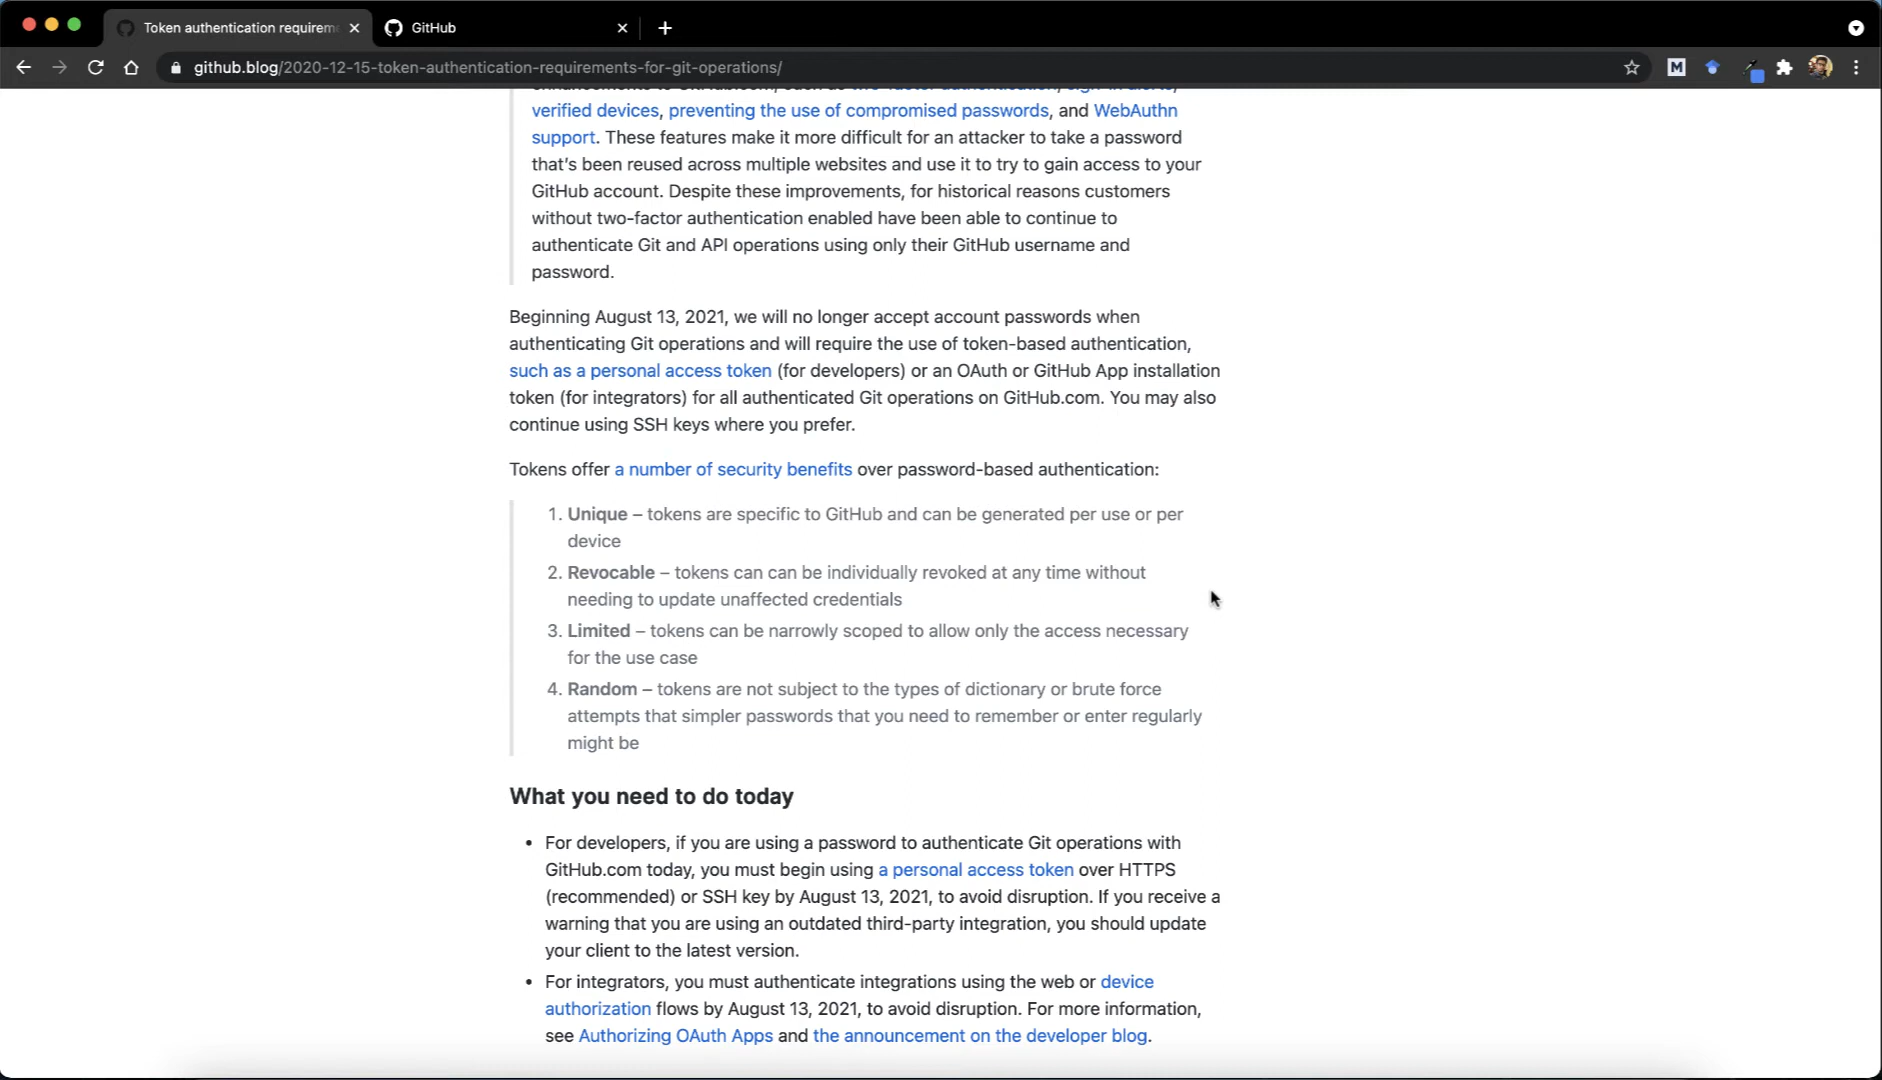 Token authentication requirem
GitHub
github.blog/2020-12-15-token-authentication-requirements-for-git-operations/
M
enhancements to GitHub.com, such as two-factor authentication, sign-in alerts,
verified devices, preventing the use of compromised passwords, and WebAuthn
support. These features make it more difficult for an attacker to take a password
that's been reused across multiple websites and use it to try to gain access to your
GitHub account. Despite these improvements, for historical reasons customers
without two-factor authentication enabled have been able to continue to
authenticate Git and API operations using only their GitHub username and
password.
Beginning August 13, 2021, we will no longer accept account passwords when
authenticating Git operations and will require the use of token-based authentication,
such as a personal access token (for developers) or an OAuth or GitHub App installation
token (for integrators) for all authenticated Git operations on GitHub.com. You may also
continue using SSH keys where you prefer.
Tokens offer a number of security benefits over password-based authentication:
1. Unique – tokens are specific to GitHub and can be generated per use or per
device
2. Revocable – tokens can can be individually revoked at any time without
needing to update unaffected credentials
3. Limited – tokens can be narrowly scoped to allow only the access necessary
for the use case
4. Random – tokens are not subject to the types of dictionary or brute force
attempts that simpler passwords that you need to remember or enter regularly
might be
What you need to do today
• For developers, if you are using a password to authenticate Git operations with
GitHub.com today, you must begin using a personal access token over HTTPS
(recommended) or SSH key by August 13, 2021, to avoid disruption. If you receive a
warning that you are using an outdated third-party integration, you should update
your client to the latest version.
• For integrators, you must authenticate integrations using the web or device
authorization flows by August 13, 2021, to avoid disruption. For more information,
see Authorizing OAuth Apps and the announcement on the developer blog.